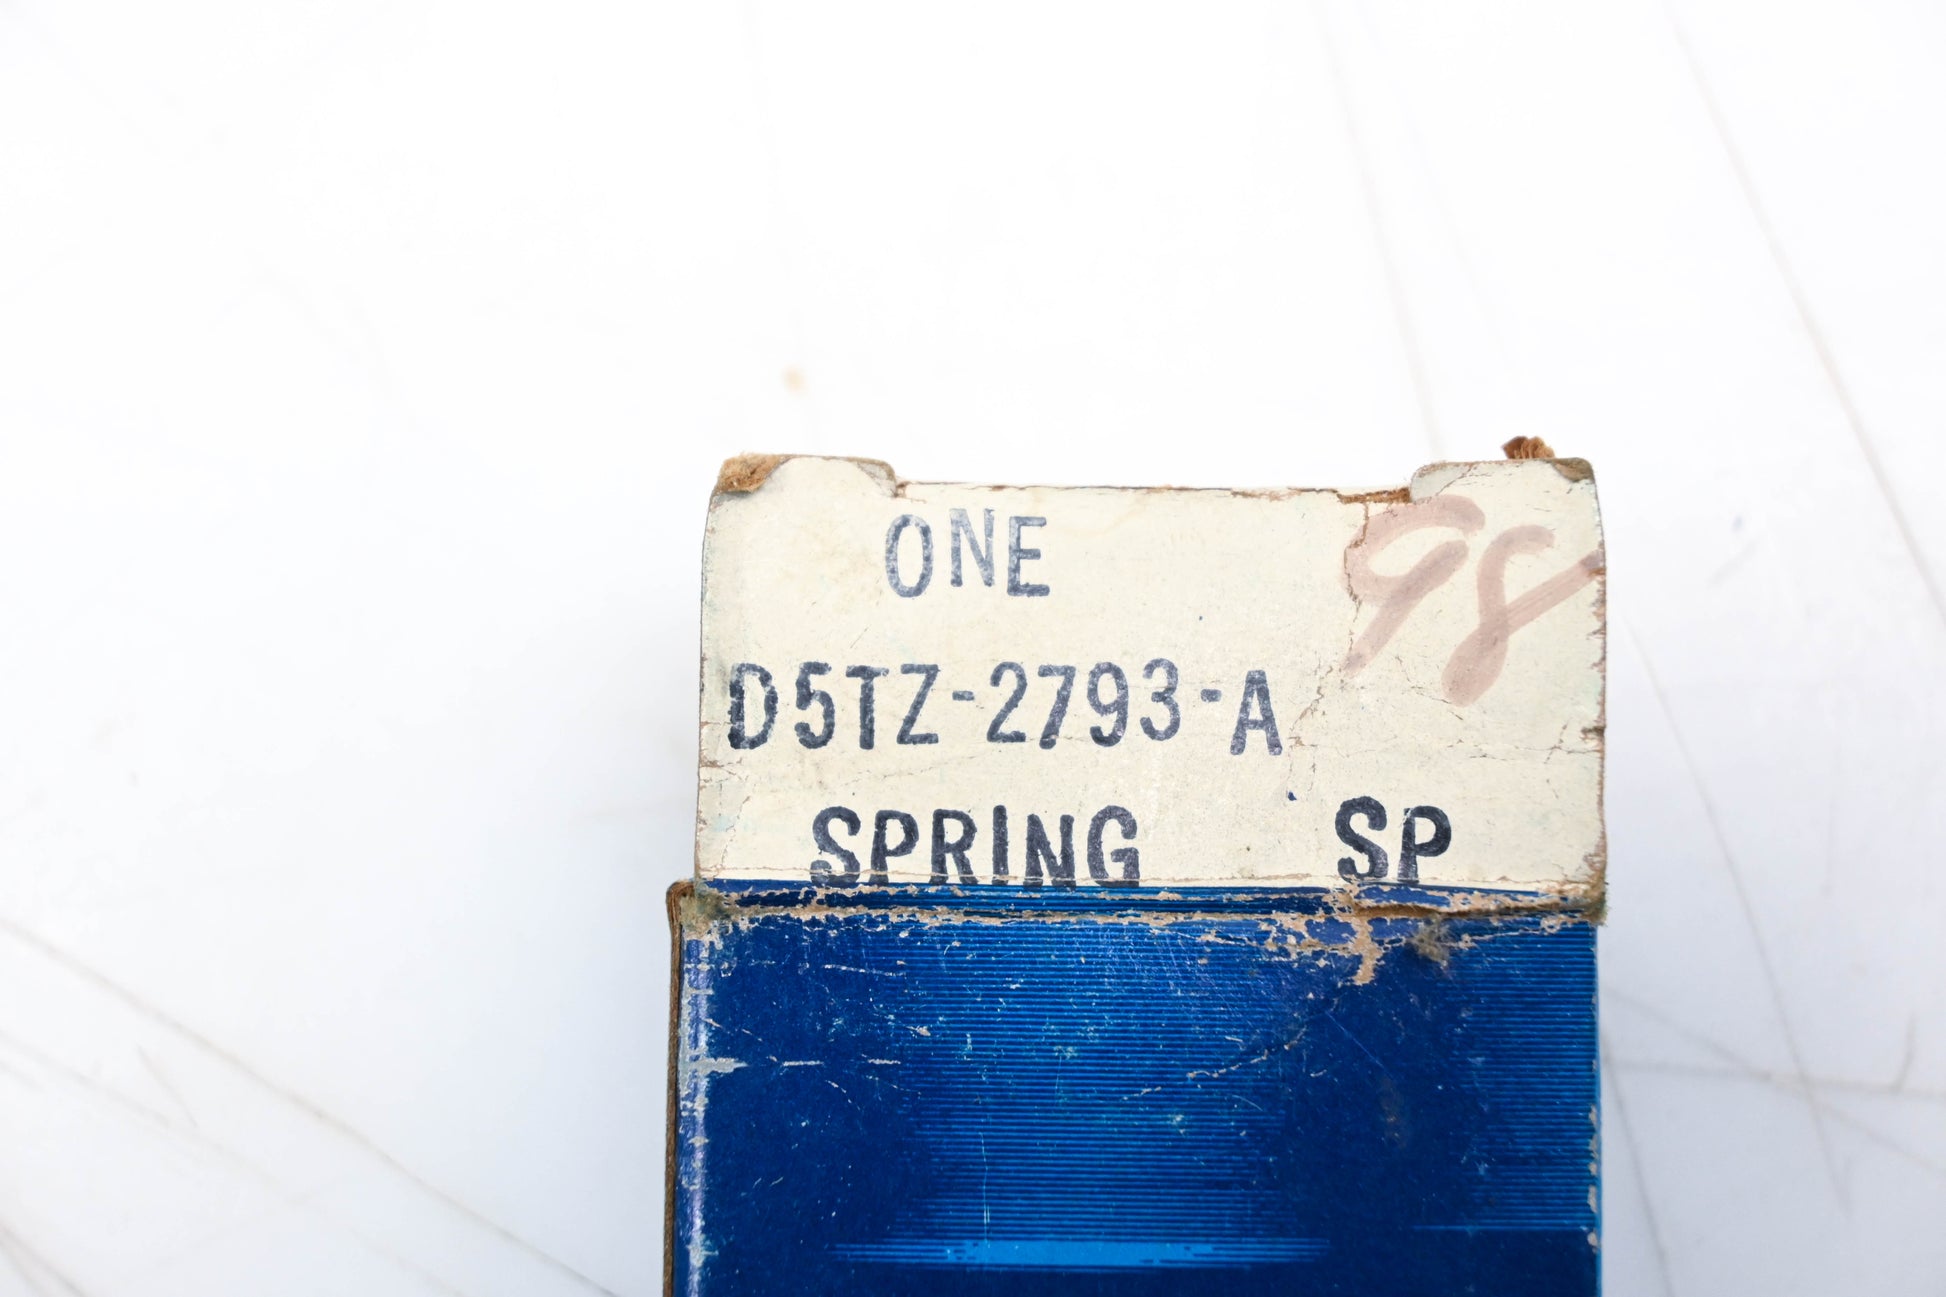 ONE
98
D5TZ-2793-A
SPRING SP